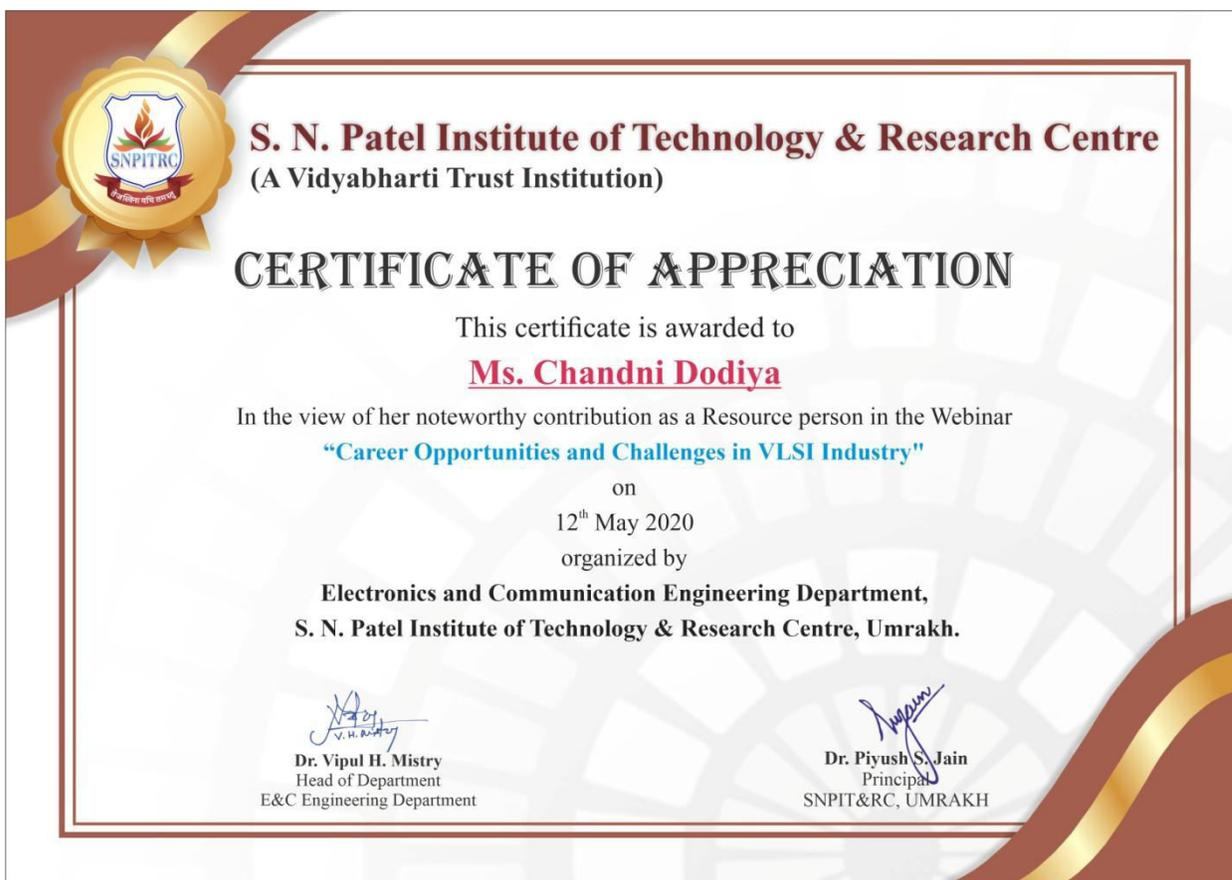 SNPITRC
S. N. Patel Institute of Technology & Research Centre
(A Vidyabharti Trust Institution)
CERTIFICATE OF APPRECIATION
This certificate is awarded to
Ms. Chandni Dodiya
In the view of her noteworthy contribution as a Resource person in the Webinar
“Career Opportunities and Challenges in VLSI Industry"
on
12th May 2020
organized by
Electronics and Communication Engineering Department,
S. N. Patel Institute of Technology & Research Centre, Umrakh.
V. H. Mistry
Dr. Vipul H. Mistry
Head of Department
E&C Engineering Department
Dr. Piyush S. Jain
Principal
SNPIT&RC, UMRAKH